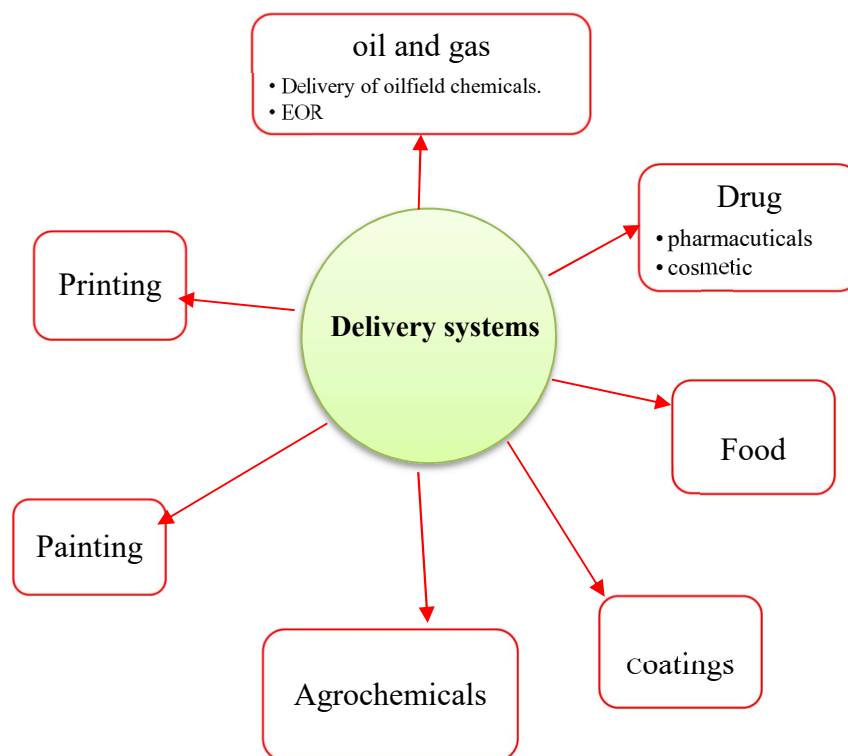 oil and gas
• Delivery of oilfield chemicals.
• EOR
Drug
• pharmacuticals
• cosmetic
Printing
Delivery systems
Food
Painting
Coatings
Agrochemicals